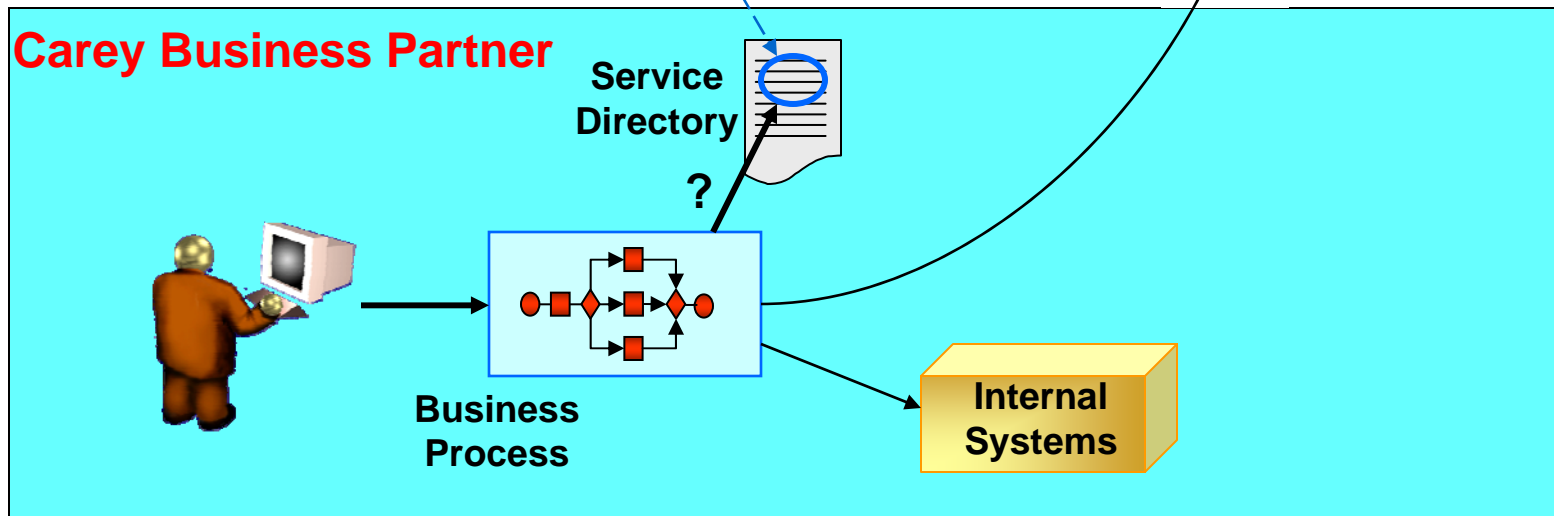 Carey Business Partner
Service
Directory
?
Business
Process
Internal
Systems